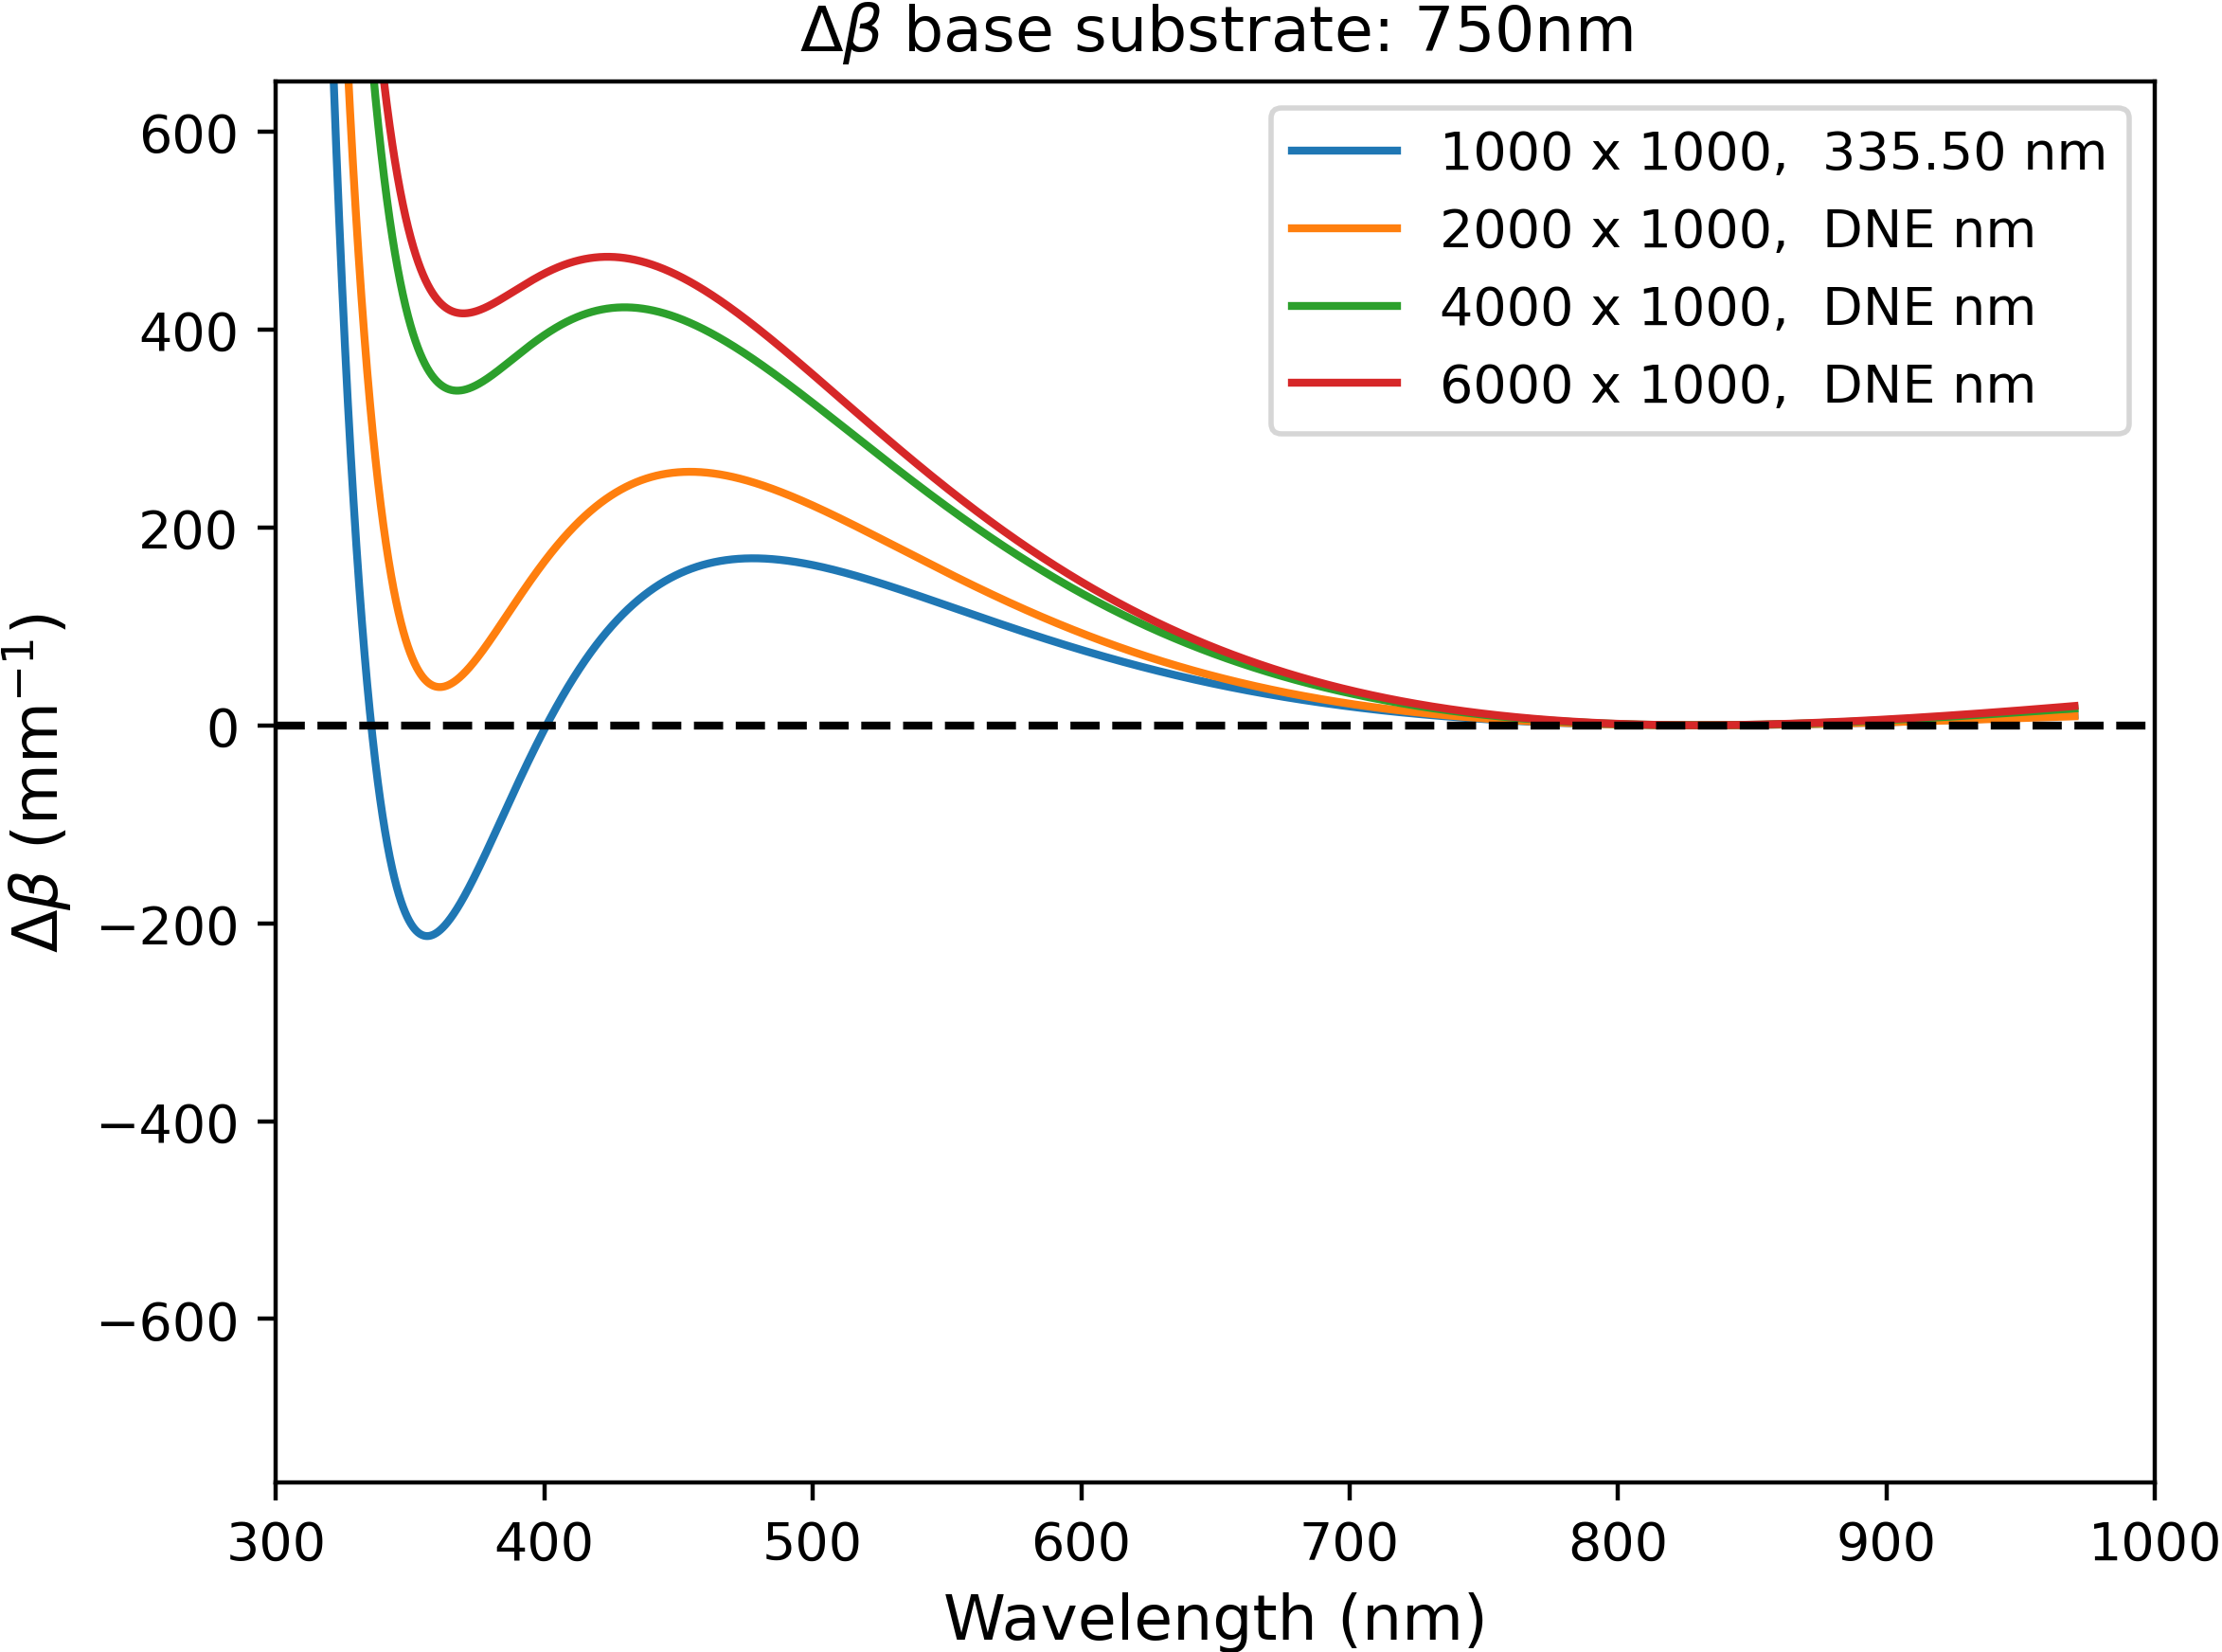 Δβ base substrate: 750nm
1000 x 1000,  335.50 nm
2000 x 1000,  DNE nm
4000 x 1000,  DNE nm
6000 x 1000,  DNE nm
Δβ (mm⁻¹)
600
400
200
0
−200
−400
−600
300 400 500 600 700 800 900 1000
Wavelength (nm)